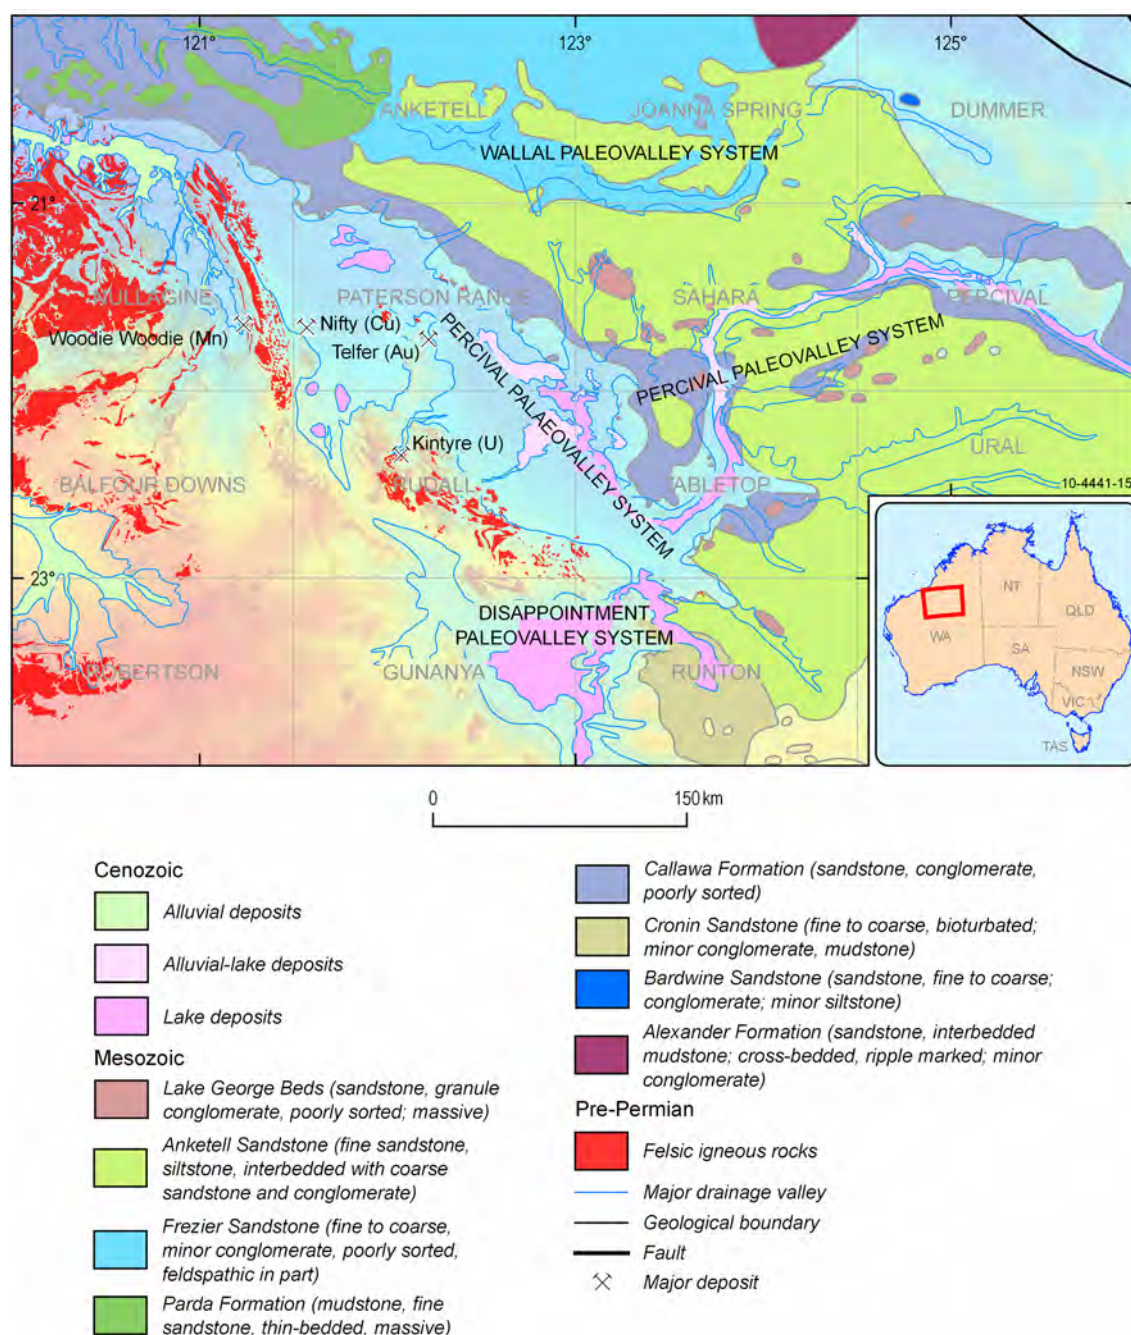 121°
123°
125°
ANKETELL
JOANNA SPRING
DUMMER
WALLAL PALEOVALLEY SYSTEM
21°
NULLAGINE
PATERSON RANGE
SAHARA
PERCIVAL
Woodie Woodie (Mn)
Nifty (Cu)
Telfer (Au)
PERCIVAL PALAEOVALLEY SYSTEM
PERCIVAL PALEOVALLEY SYSTEM
Kintyre (U)
URAL
BALFOUR DOWNS
RUDALL
TABLETOP
10-4441-15
23°
DISAPPOINTMENT
PALEOVALLEY SYSTEM
ROBERTSON
GUNANYA
RUNTON
NT
QLD
WA
SA
NSW
VIC
TAS
0
150 km
Cenozoic
Alluvial deposits
Alluvial-lake deposits
Lake deposits
Mesozoic
Lake George Beds (sandstone, granule
conglomerate, poorly sorted; massive)
Anketell Sandstone (fine sandstone,
siltstone, interbedded with coarse
sandstone and conglomerate)
Frezier Sandstone (fine to coarse,
minor conglomerate, poorly sorted,
feldspathic in part)
Parda Formation (mudstone, fine
sandstone, thin-bedded, massive)
Callawa Formation (sandstone, conglomerate,
poorly sorted)
Cronin Sandstone (fine to coarse, bioturbated;
minor conglomerate, mudstone)
Bardwine Sandstone (sandstone, fine to coarse;
conglomerate; minor siltstone)
Alexander Formation (sandstone, interbedded
mudstone; cross-bedded, ripple marked; minor
conglomerate)
Pre-Permian
Felsic igneous rocks
Major drainage valley
Geological boundary
Fault
Major deposit